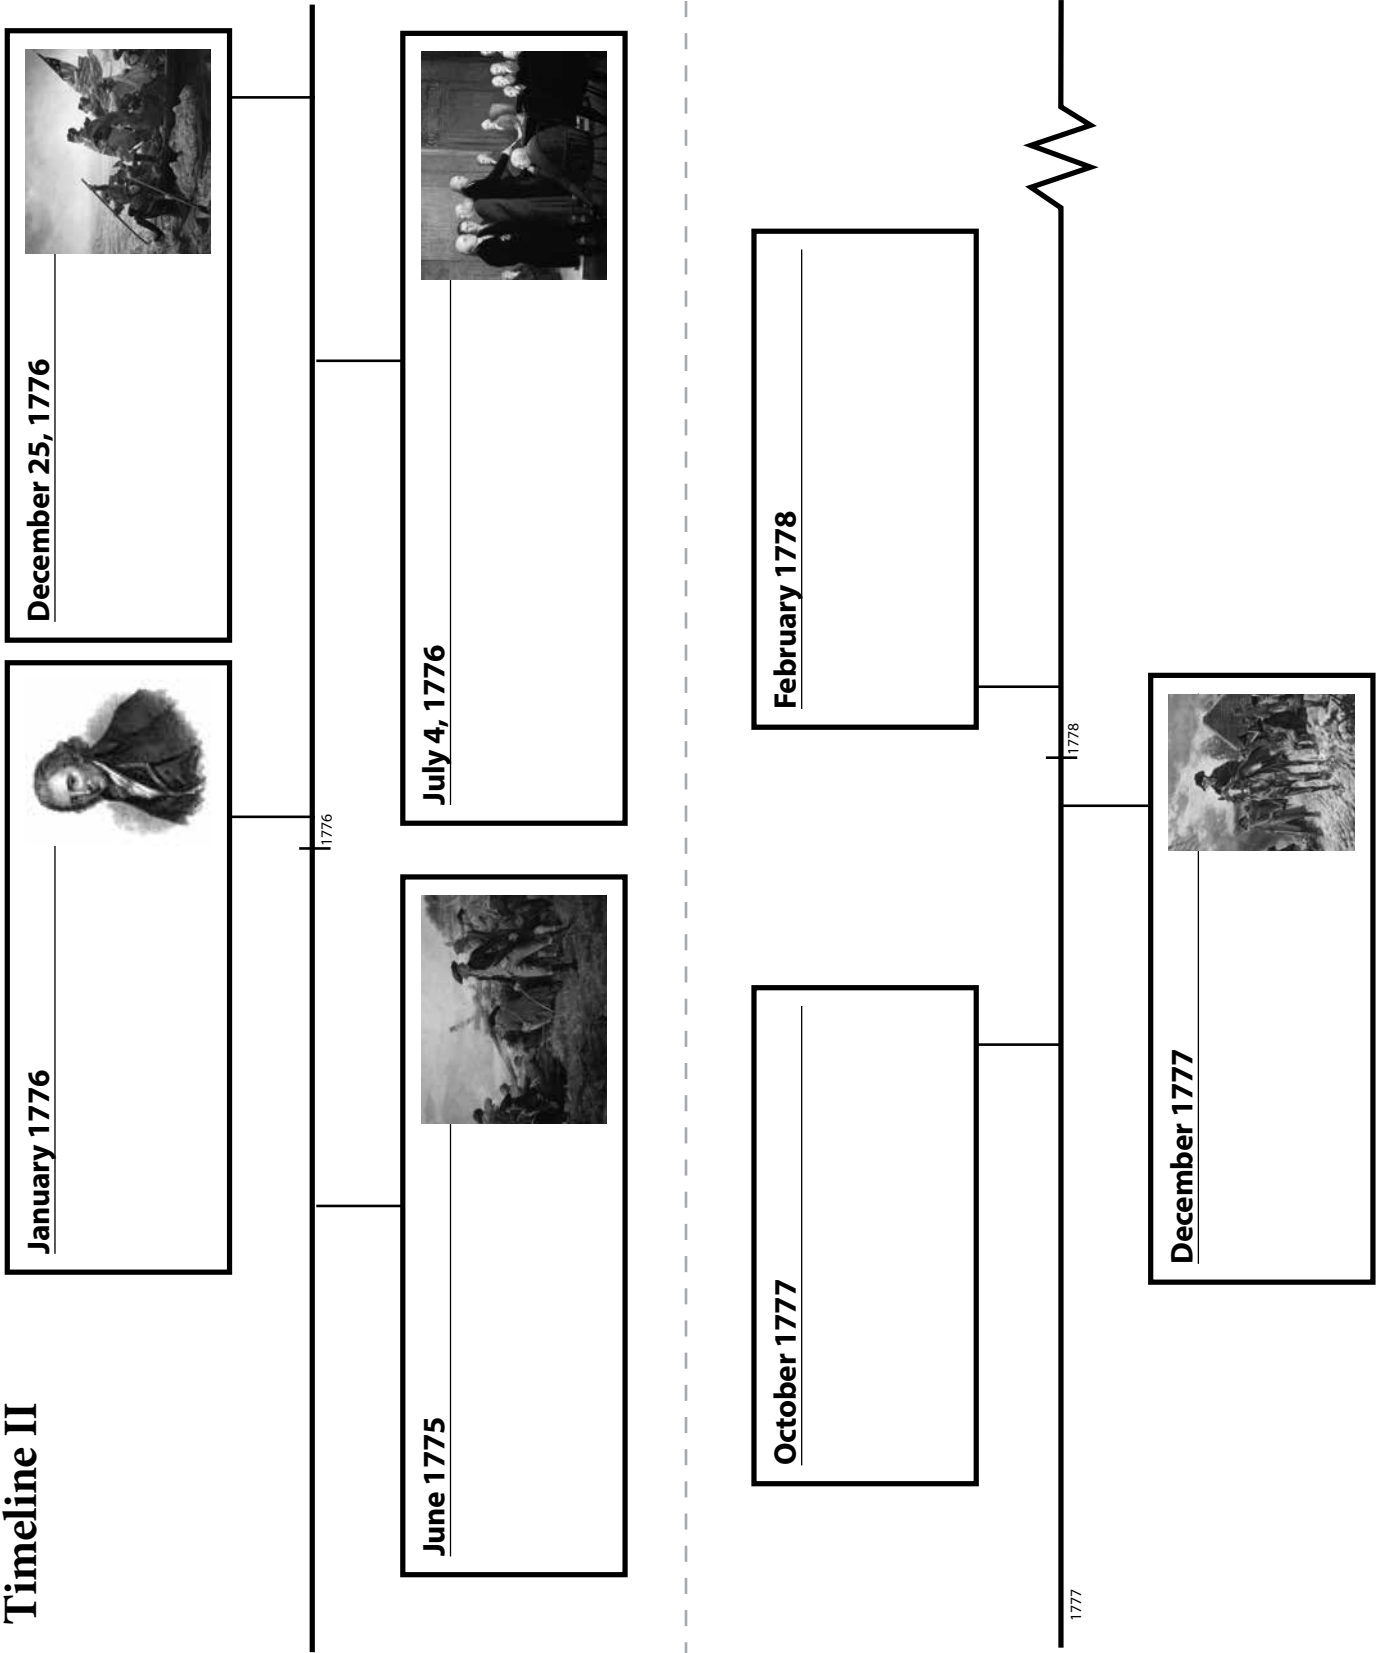 Timeline II
January 1776
December 25, 1776
1776
June 1775
July 4, 1776
October 1777
February 1778
1777
1778
December 1777